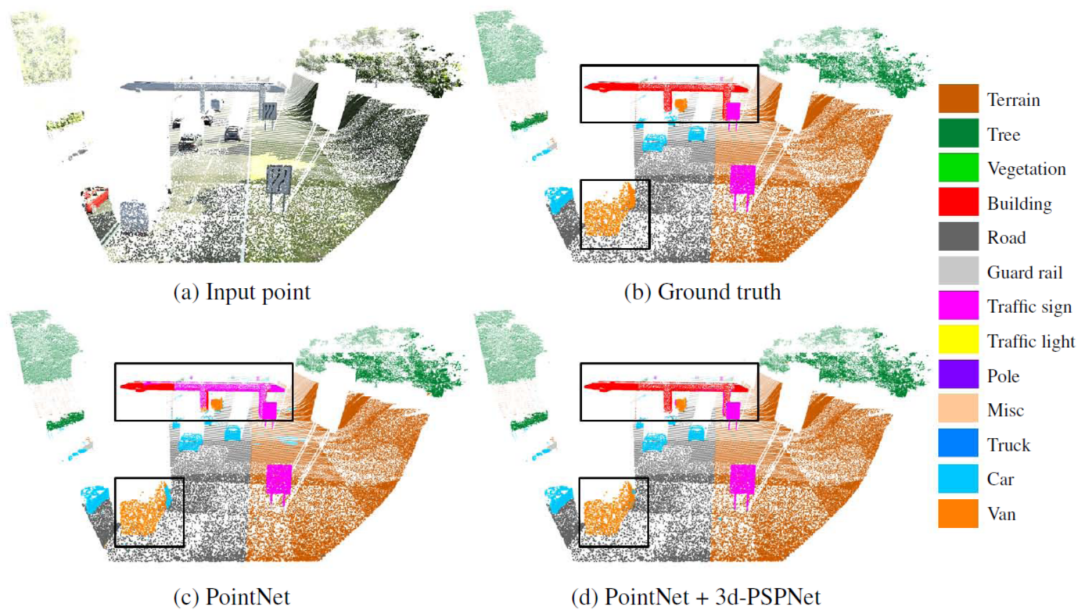 (a) Input point
(b) Ground truth
(c) PointNet
(d) PointNet + 3d-PSPNet
Terrain
Tree
Vegetation
Building
Road
Guard rail
Traffic sign
Traffic light
Pole
Misc
Truck
Car
Van